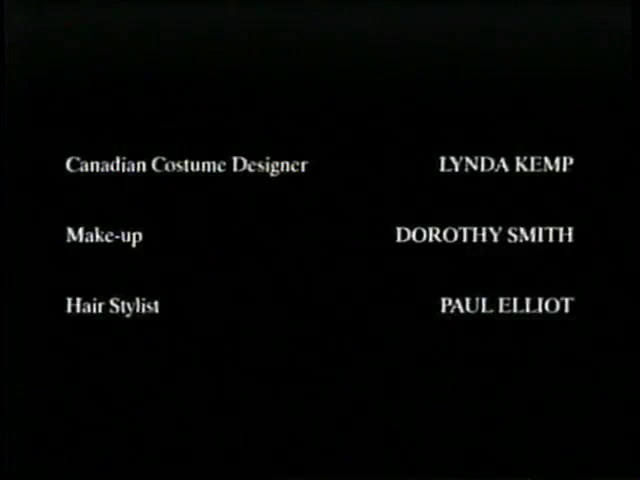 Canadian Costume Designer LYNDA KEMP
Make-up DOROTHY SMITH
Hair Stylist PAUL ELLIOT